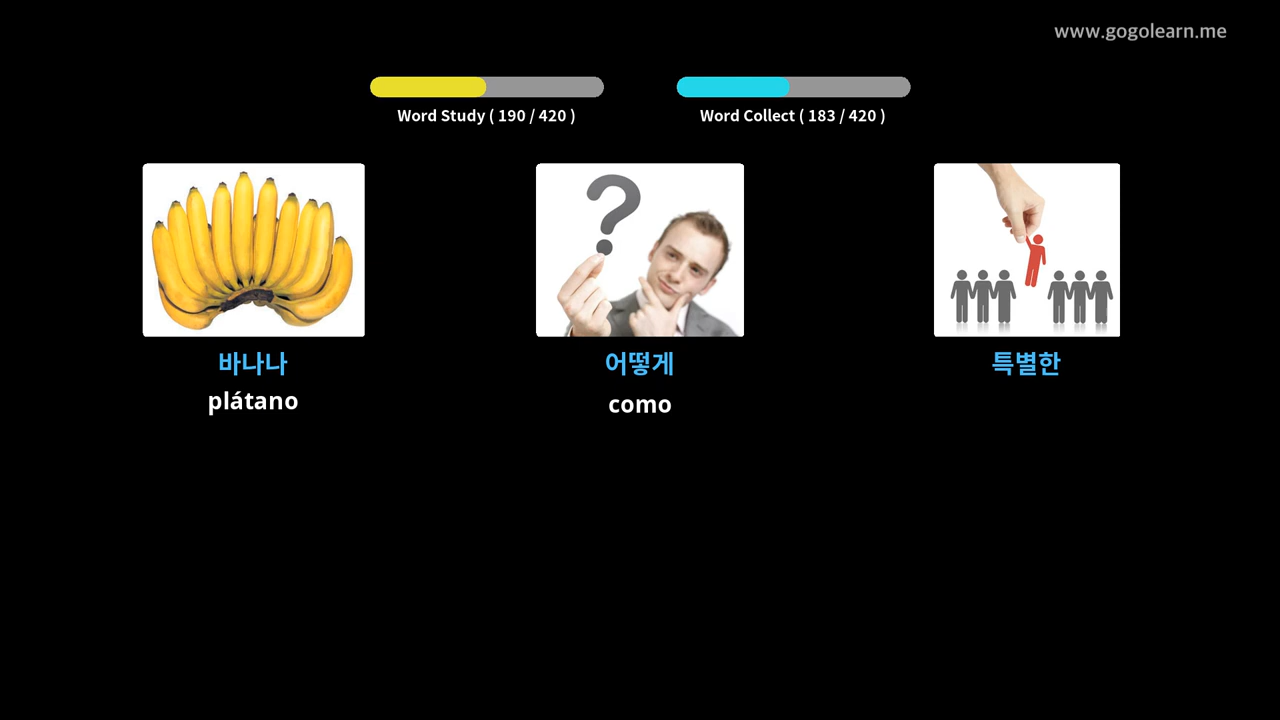 www.gogolearn.me
Word Study ( 190 / 420 )
Word Collect ( 183 / 420 )
바나나
plátano
어떻게
como
특별한